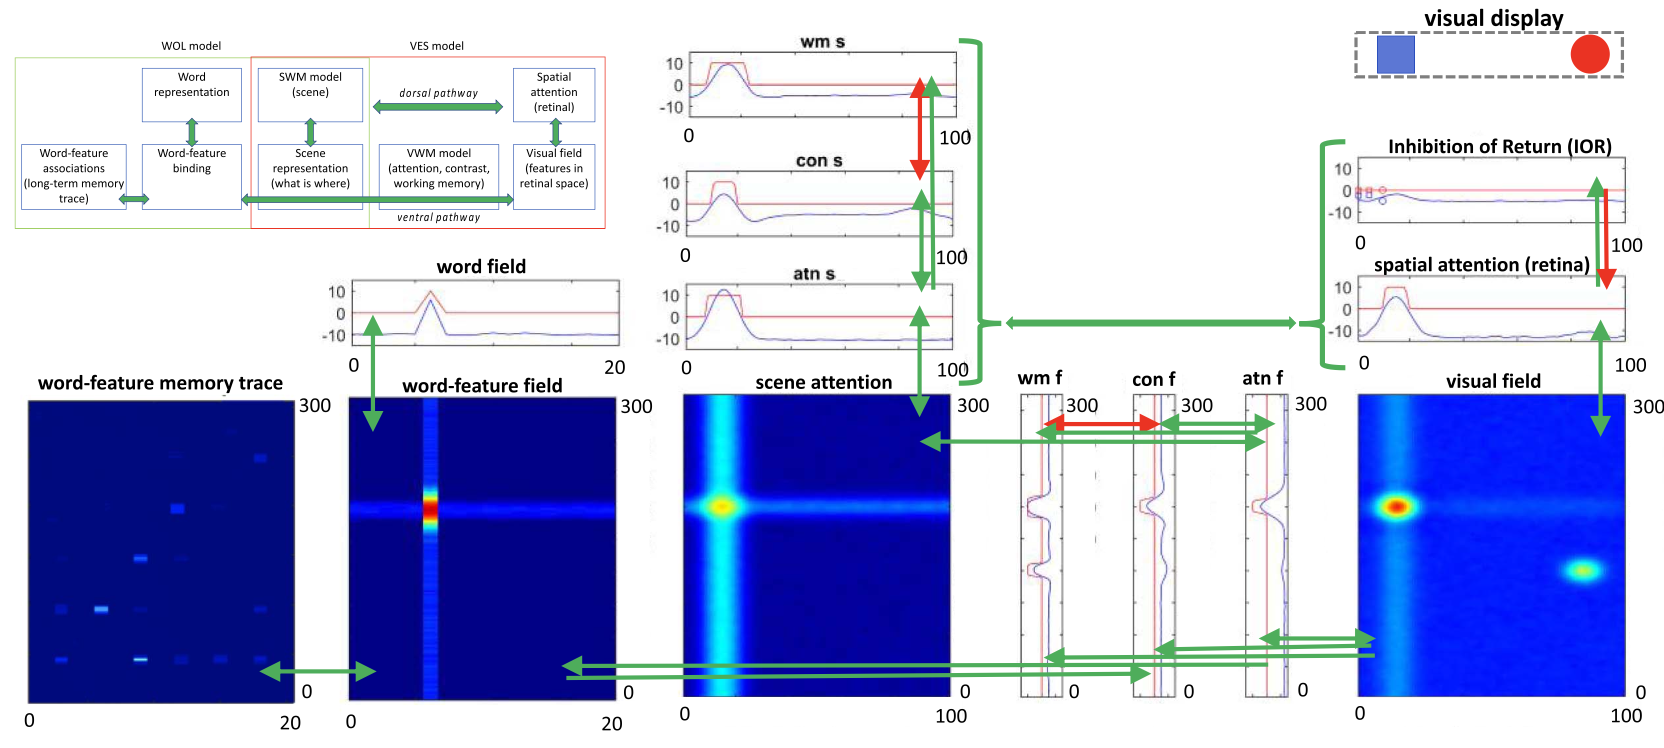 WOL model
VES model
Word
representation
SWM model
(scene)
dorsal pathway
Spatial
attention
(retinal)
Word-feature
associations
(long-term memory
trace)
Word-feature
binding
Scene
representation
(what is where)
VWM model
(attention, contrast,
working memory)
Visual field
(features in
retinal space)
ventral pathway
wm s
10
0
-10
0
100
con s
10
0
-10
0
100
atn s
10
0
-10
0
100
visual display
Inhibition of Return (IOR)
10
0
-10
0
100
spatial attention (retina)
10
0
-10
0
100
word field
10
0
-10
0
20
word-feature memory trace
300
0
0
20
word-feature field
300
0
0
20
scene attention
300
0
0
100
wm f
300
0
con f
300
0
atn f
300
0
visual field
300
0
0
100